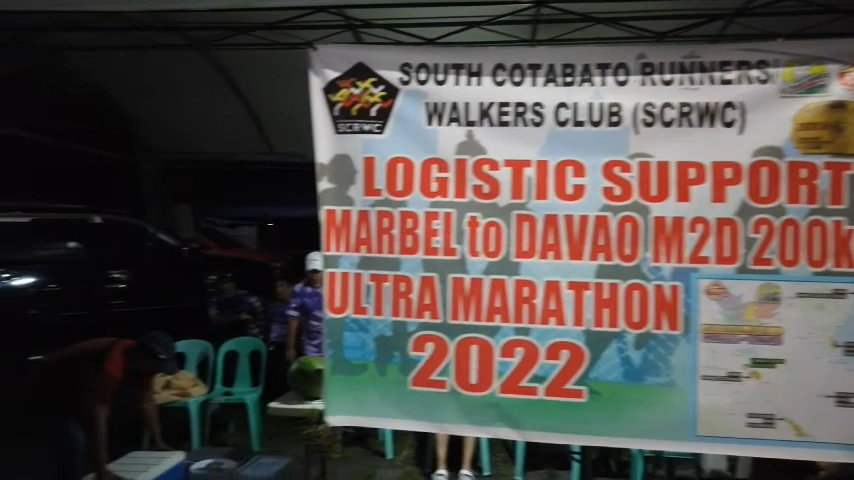 SOUTH COTABATO RUNNERS
WALKERS CLUB (SCRWC)
SCRWC
LOGISTIC SUPPORT
MARBEL to DAVAO M2D 200k
ULTRA MARATHON
2022